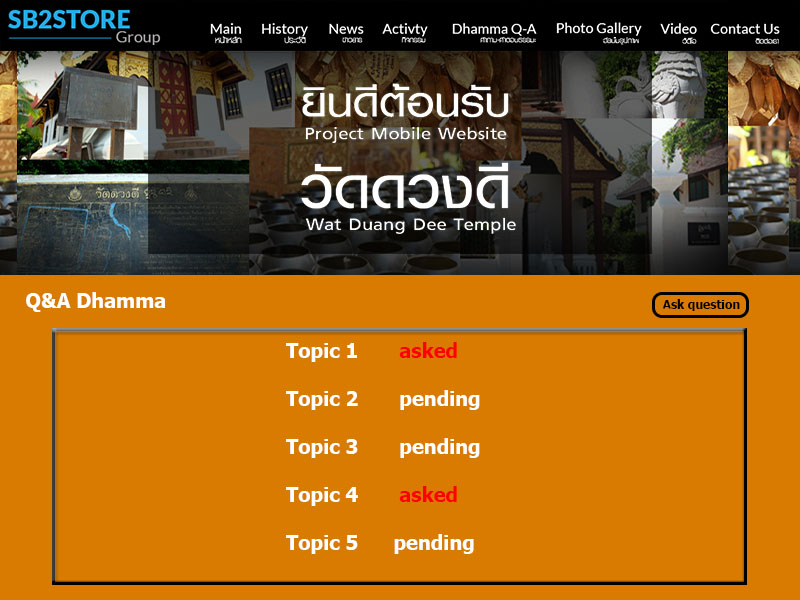 SB2STORE
Group
Main History News Activty Dhamma Q-A Photo Gallery Video Contact Us
หน้าหลัก ประวัติ ข่าวสาร กิจกรรม ถาม-ตอบธรรมะ อัลบั้มรูปภาพ วีดีโอ ติดต่อเรา
ยินดีต้อนรับ
Project Mobile Website
วัดดวงดี
Wat Duang Dee Temple
วัดดวงดี
Q&A Dhamma
Ask question
Topic 1 asked
Topic 2 pending
Topic 3 pending
Topic 4 asked
Topic 5 pending